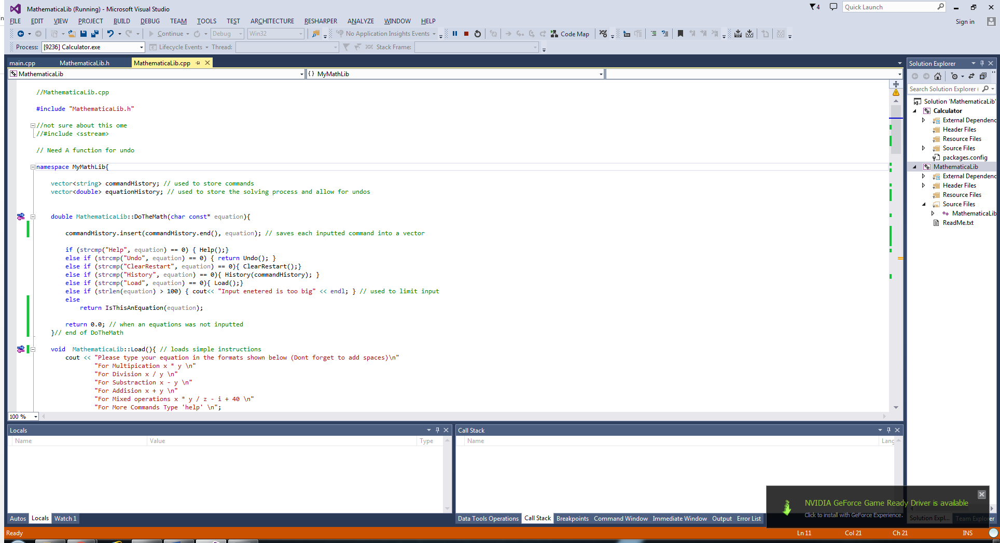 MathematicaLib (Running) - Microsoft Visual Studio
4
Quick Launch
FILE EDIT VIEW PROJECT BUILD DEBUG TEAM TOOLS TEST ARCHITECTURE RESHARPER ANALYZE WINDOW HELP
Sign in
Continue Debug Win32 No Application Insights Events Code Map
Process: [9236] Calculator.exe Lifecycle Events Thread: Stack Frame:
main.cpp MathematicaLib.h MathematicaLib.cpp
MathematicaLib {} MyMathLib
//MathematicaLib.cpp
#include "MathematicaLib.h"
//not sure about this ome
//#include <sstream>
// Need A function for undo
namespace MyMathLib{
vector<string> commandHistory; // used to store commands
vector<double> equationHistory; // used to store the solving process and allow for undos
double MathematicaLib::DoTheMath(char const* equation){
commandHistory.insert(commandHistory.end(), equation); // saves each inputted command into a vector
if (strcmp("Help", equation) == 0) { Help();}
else if (strcmp("Undo", equation) == 0) { return Undo(); }
else if (strcmp("ClearRestart", equation) == 0){ ClearRestart();}
else if (strcmp("History", equation) == 0){ History(commandHistory); }
else if (strcmp("Load", equation) == 0){ Load();}
else if (strlen(equation) > 100) { cout<< "Input enetered is too big" << endl; } // used to limit input
else
return IsThisAnEquation(equation);
return 0.0; // when an equations was not inputted
}// end of DoTheMath
void  MathematicaLib::Load(){ // loads simple instructions
cout << "Please type your equation in the formats shown below (Dont forget to add spaces)\n"
"For Multipication x * y \n"
"For Division x / y \n"
"For Substraction x - y \n"
"For Addision x + y \n"
"For Mixed operations x * y / z - i + 40 \n"
"For More Commands Type 'help' \n";
100 %
Solution Explorer
Search Solution Explorer (
Solution 'MathematicaLib'
Calculator
External Dependenc
Header Files
Resource Files
Source Files
packages.config
MathematicaLib
External Dependenc
Header Files
Resource Files
Source Files
MathematicaLib
ReadMe.txt
Locals
Name Value Type
Autos Locals Watch 1
Call Stack
Name Lang
Data Tools Operations Call Stack Breakpoints Command Window Immediate Window Output Error List
NVIDIA GeForce Game Ready Driver is available
Click to install with GeForce Experience.
Solution Expl... Team Explorer
Ready Ln 11 Col 21 Ch 21 INS